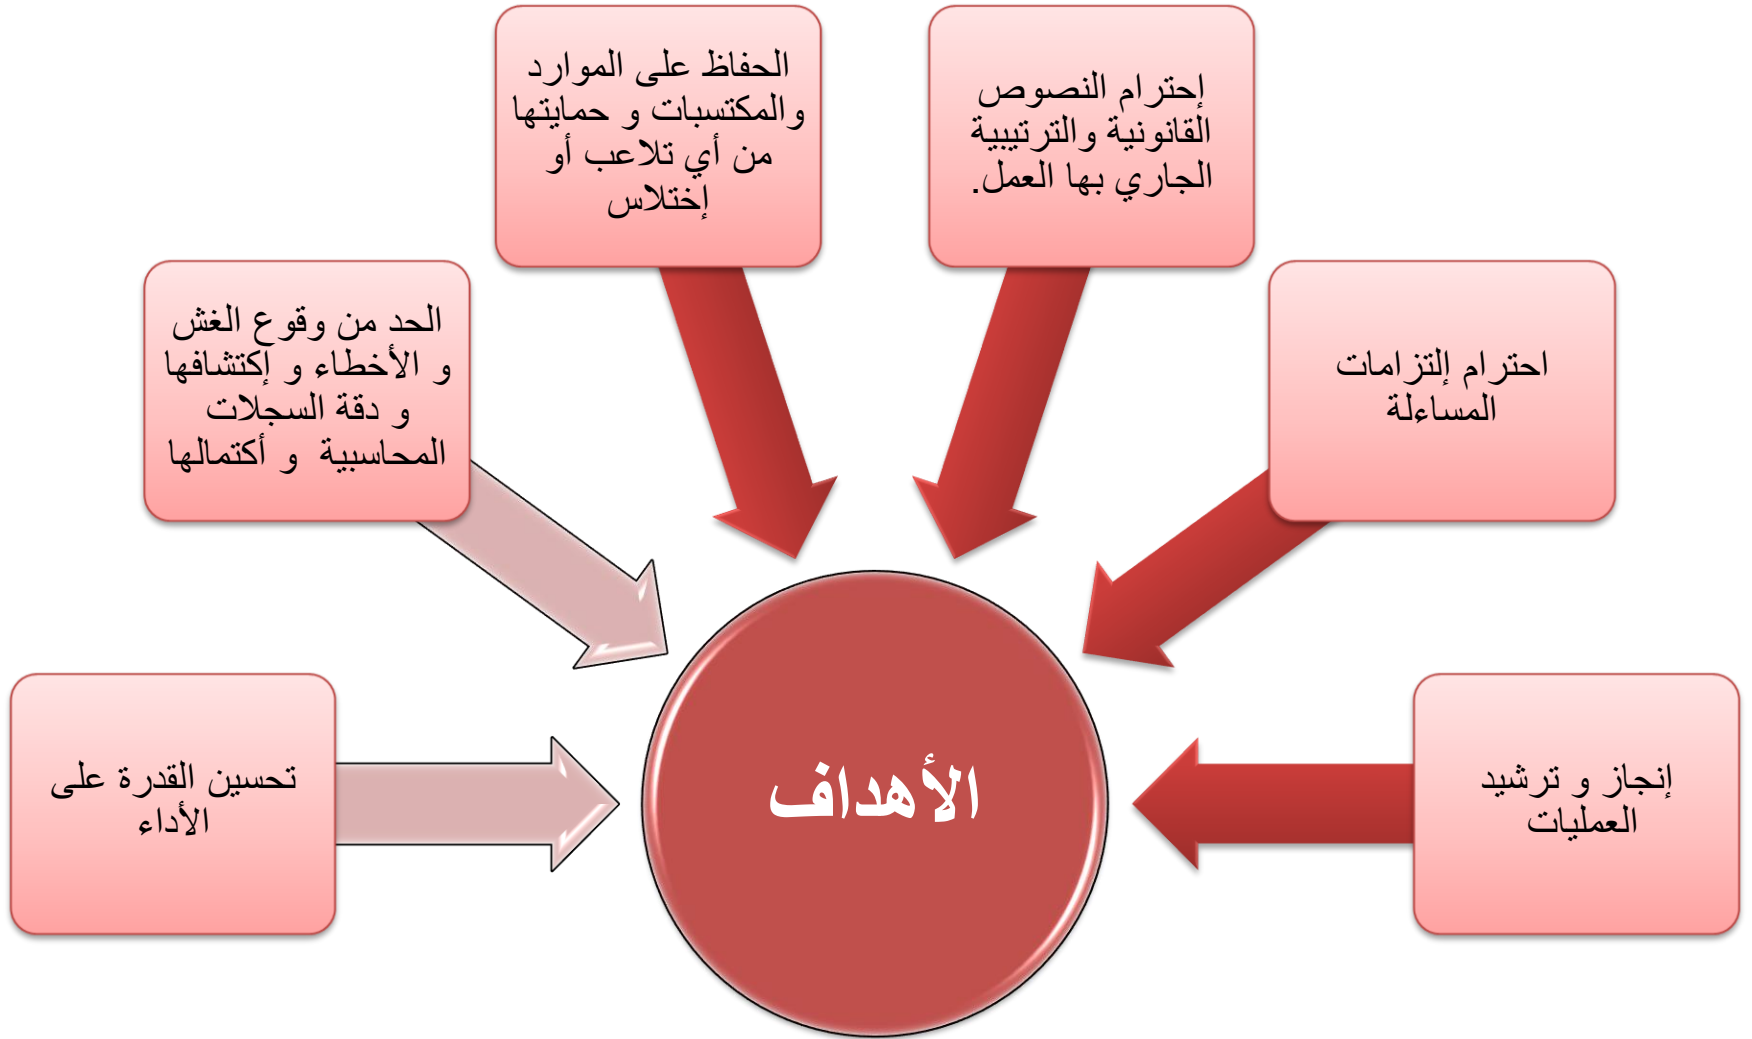 إحترام النصوص
القانونية والترتيبية
الجاري بها العمل.
الحفاظ على الموارد
والمكتسبات و حمايتها
من أي تلاعب أو
إختلاس
احترام إلتزامات
المساءلة
الحد من وقوع الغش
و الأخطاء و إكتشافها
و دقة السجلات
المحاسبية و أكتمالها
إنجاز و ترشيد
العمليات
الأهداف
تحسين القدرة على
الأداء